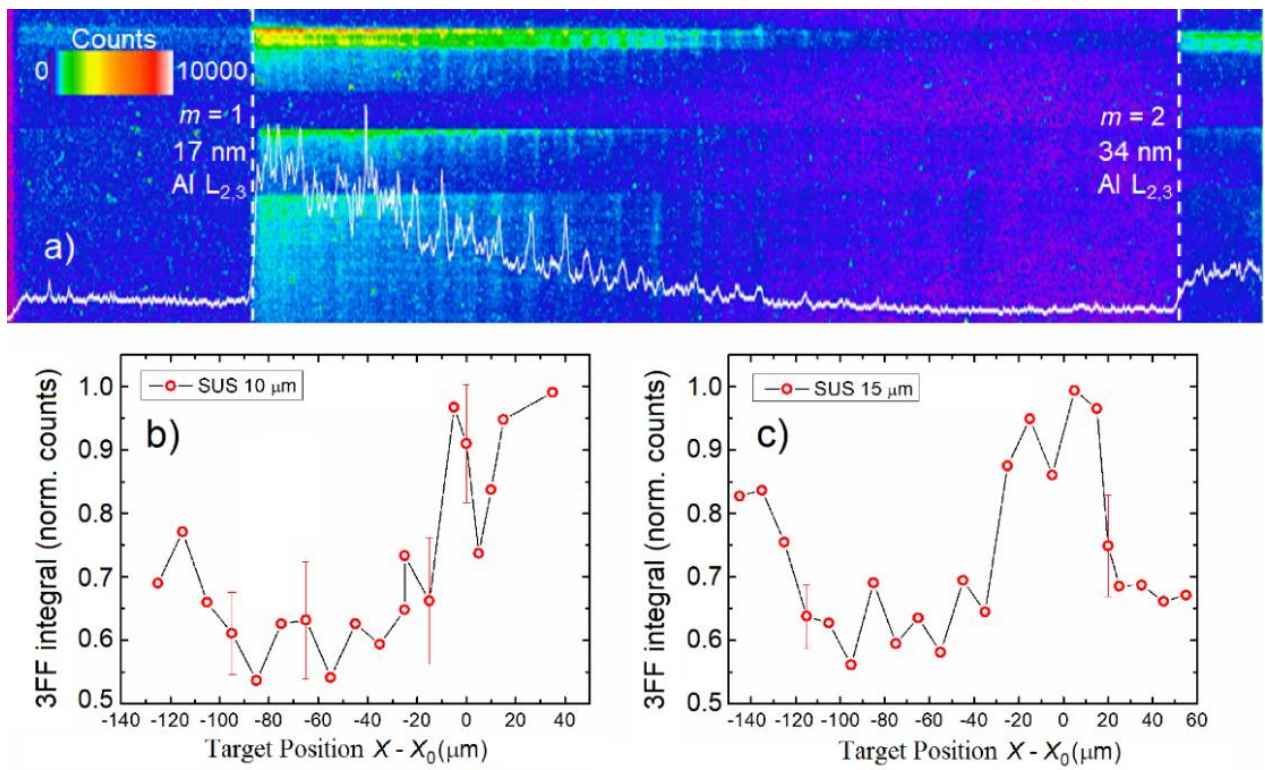 Counts
0 10000
m = 1
17 nm
Al L2,3
m = 2
34 nm
Al L2,3
a)
3FF integral (norm. counts)
1.0
0.9
0.8
0.7
0.6
0.5
SUS 10 μm
b)
-140 -120 -100 -80 -60 -40 -20 0 20 40
Target Position X - X0(μm)
3FF integral (norm. counts)
1.0
0.9
0.8
0.7
0.6
0.5
SUS 15 μm
c)
-140 -120 -100 -80 -60 -40 -20 0 20 40 60
Target Position X - X0(μm)